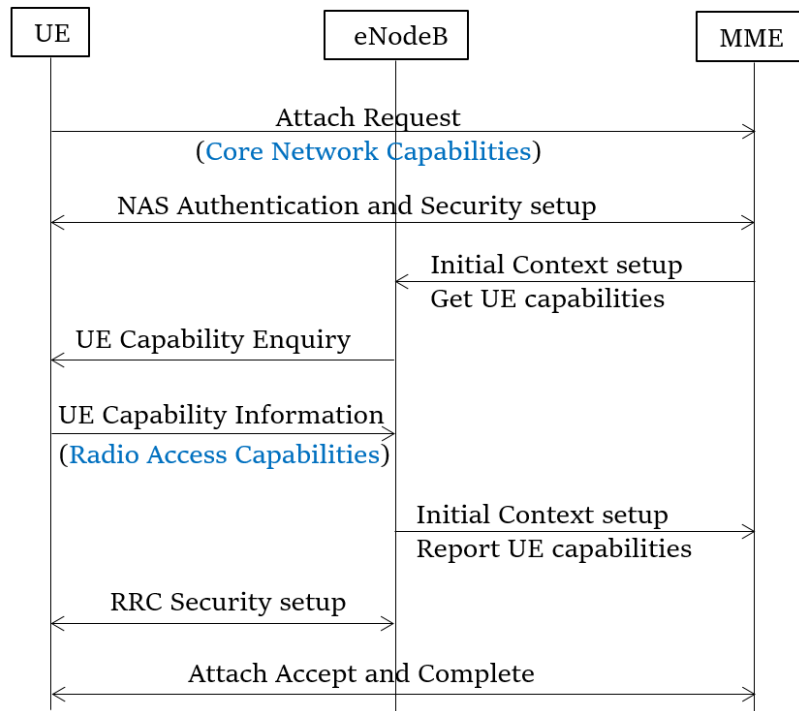 UE
eNodeB
MME
Attach Request
(Core Network Capabilities)
NAS Authentication and Security setup
Initial Context setup
Get UE capabilities
UE Capability Enquiry
UE Capability Information
(Radio Access Capabilities)
Initial Context setup
Report UE capabilities
RRC Security setup
Attach Accept and Complete